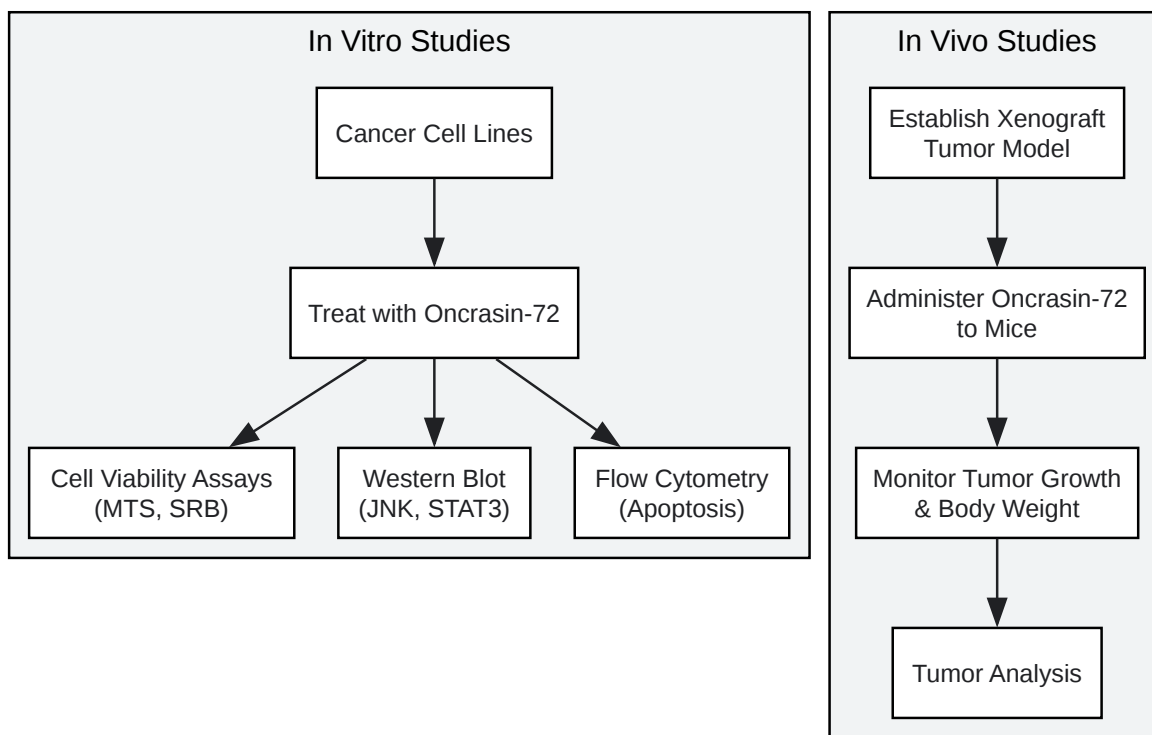 In Vitro Studies
Cancer Cell Lines
Treat with Oncrasin-72
Cell Viability Assays
(MTS, SRB)
Western Blot
(JNK, STAT3)
Flow Cytometry
(Apoptosis)
In Vivo Studies
Establish Xenograft
Tumor Model
Administer Oncrasin-72
to Mice
Monitor Tumor Growth
& Body Weight
Tumor Analysis